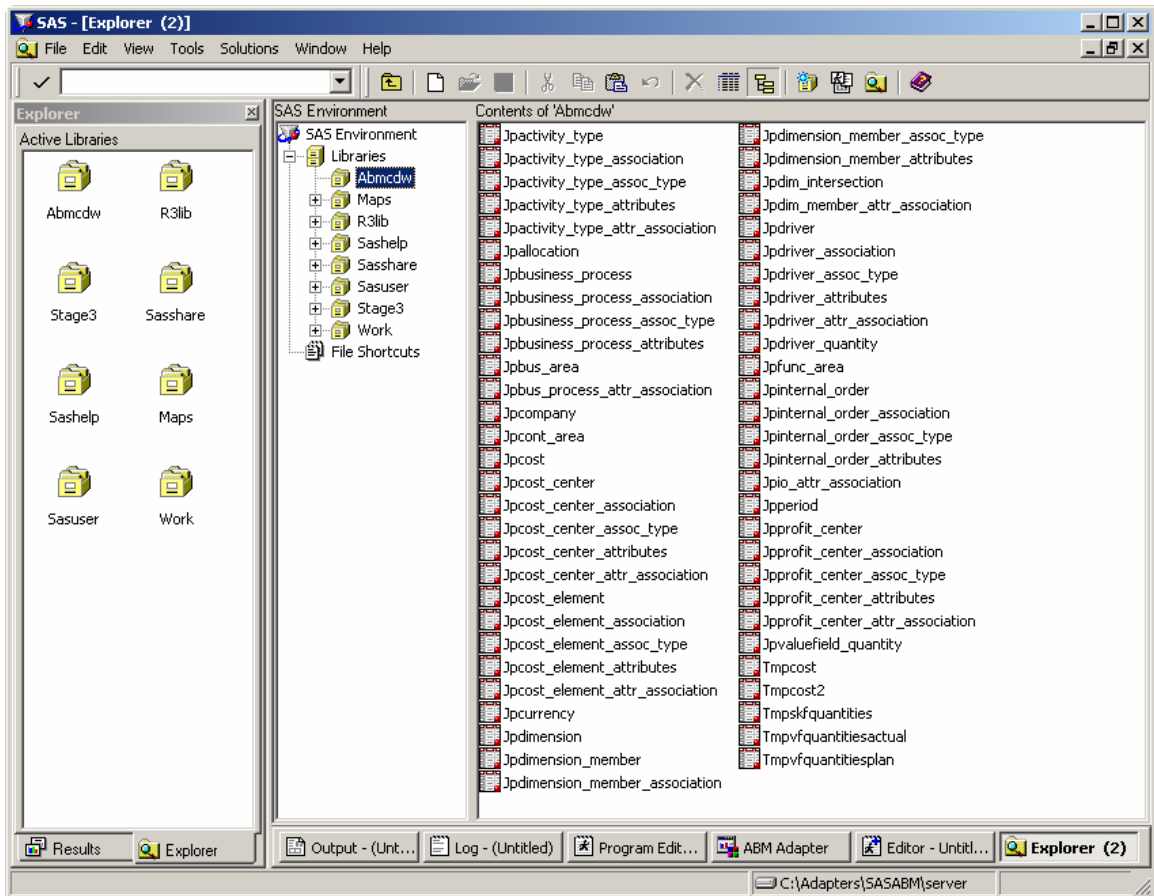 SAS - [Explorer (2)]
File Edit View Tools Solutions Window Help
Explorer
Active Libraries
Abmcdw R3lib
Stage3 Sasshare
Sashelp Maps
Sasuser Work
SAS Environment
SAS Environment
Libraries
Abmcdw
Maps
R3lib
Sashelp
Sasshare
Sasuser
Stage3
Work
File Shortcuts
Contents of 'Abmcdw'
Jpactivity_type
Jpactivity_type_association
Jpactivity_type_assoc_type
Jpactivity_type_attributes
Jpactivity_type_attr_association
Jpallocation
Jpbusiness_process
Jpbusiness_process_association
Jpbusiness_process_assoc_type
Jpbusiness_process_attributes
Jpbus_area
Jpbus_process_attr_association
Jpcompany
Jpcont_area
Jpcost
Jpcost_center
Jpcost_center_association
Jpcost_center_assoc_type
Jpcost_center_attributes
Jpcost_center_attr_association
Jpcost_element
Jpcost_element_association
Jpcost_element_assoc_type
Jpcost_element_attributes
Jpcost_element_attr_association
Jpcurrency
Jpdimension
Jpdimension_member
Jpdimension_member_association
Jpdimension_member_assoc_type
Jpdimension_member_attributes
Jpdim_intersection
Jpdim_member_attr_association
Jpdriver
Jpdriver_association
Jpdriver_assoc_type
Jpdriver_attributes
Jpdriver_attr_association
Jpdriver_quantity
Jpfunc_area
Jpinternal_order
Jpinternal_order_association
Jpinternal_order_assoc_type
Jpinternal_order_attributes
Jpio_attr_association
Jpperiod
Jpprofit_center
Jpprofit_center_association
Jpprofit_center_assoc_type
Jpprofit_center_attributes
Jpprofit_center_attr_association
Jpvaluefield_quantity
Tmpcost
Tmpcost2
Tmpskfquantities
Tmpvfquantitiesactual
Tmpvfquantitiesplan
Results Explorer
Output - (Unt... Log - (Untitled) Program Edit... ABM Adapter Editor - Untitl... Explorer (2)
C:\Adapters\SASABM\server